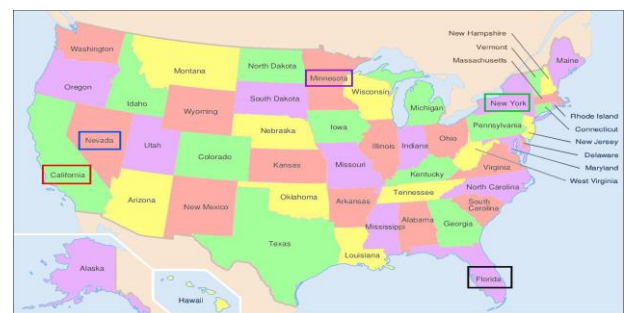 New Hampshire
Vermont
Massachusetts
Washington
Montana
North Dakota
Minnesota
Maine
Oregon
Idaho
Wyoming
South Dakota
Wisconsin
Michigan
New York
Rhode Island
Connecticut
New Jersey
Delaware
Maryland
West Virginia
Nevada
Utah
Colorado
Nebraska
Iowa
Illinois
Indiana
Ohio
Pennsylvania
California
Kansas
Missouri
Kentucky
Virginia
Arizona
New Mexico
Oklahoma
Arkansas
Tennessee
North Carolina
South
Carolina
Texas
Louisiana
Mississippi
Alabama
Georgia
Alaska
Hawaii
Florida